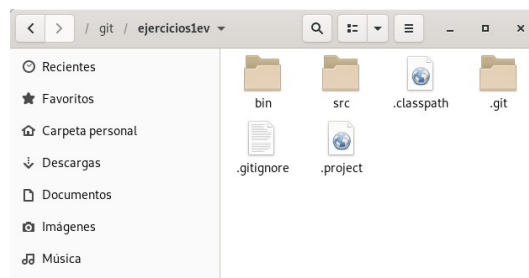 / git / ejercicios1ev
Recientes
Favoritos
Carpeta personal
Descargas
Documentos
Imágenes
Música
bin
src
.classpath
.git
.gitignore
.project